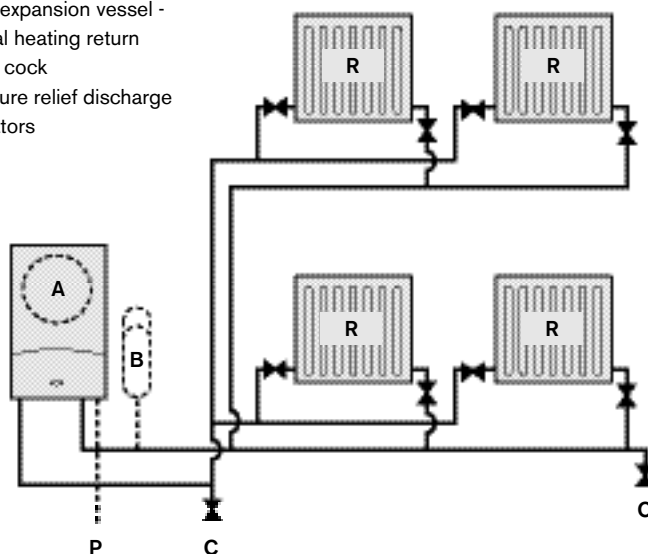 expansion vessel -
al heating return
cock
ure relief discharge
tors
R
R
A
B
R
R
P
C